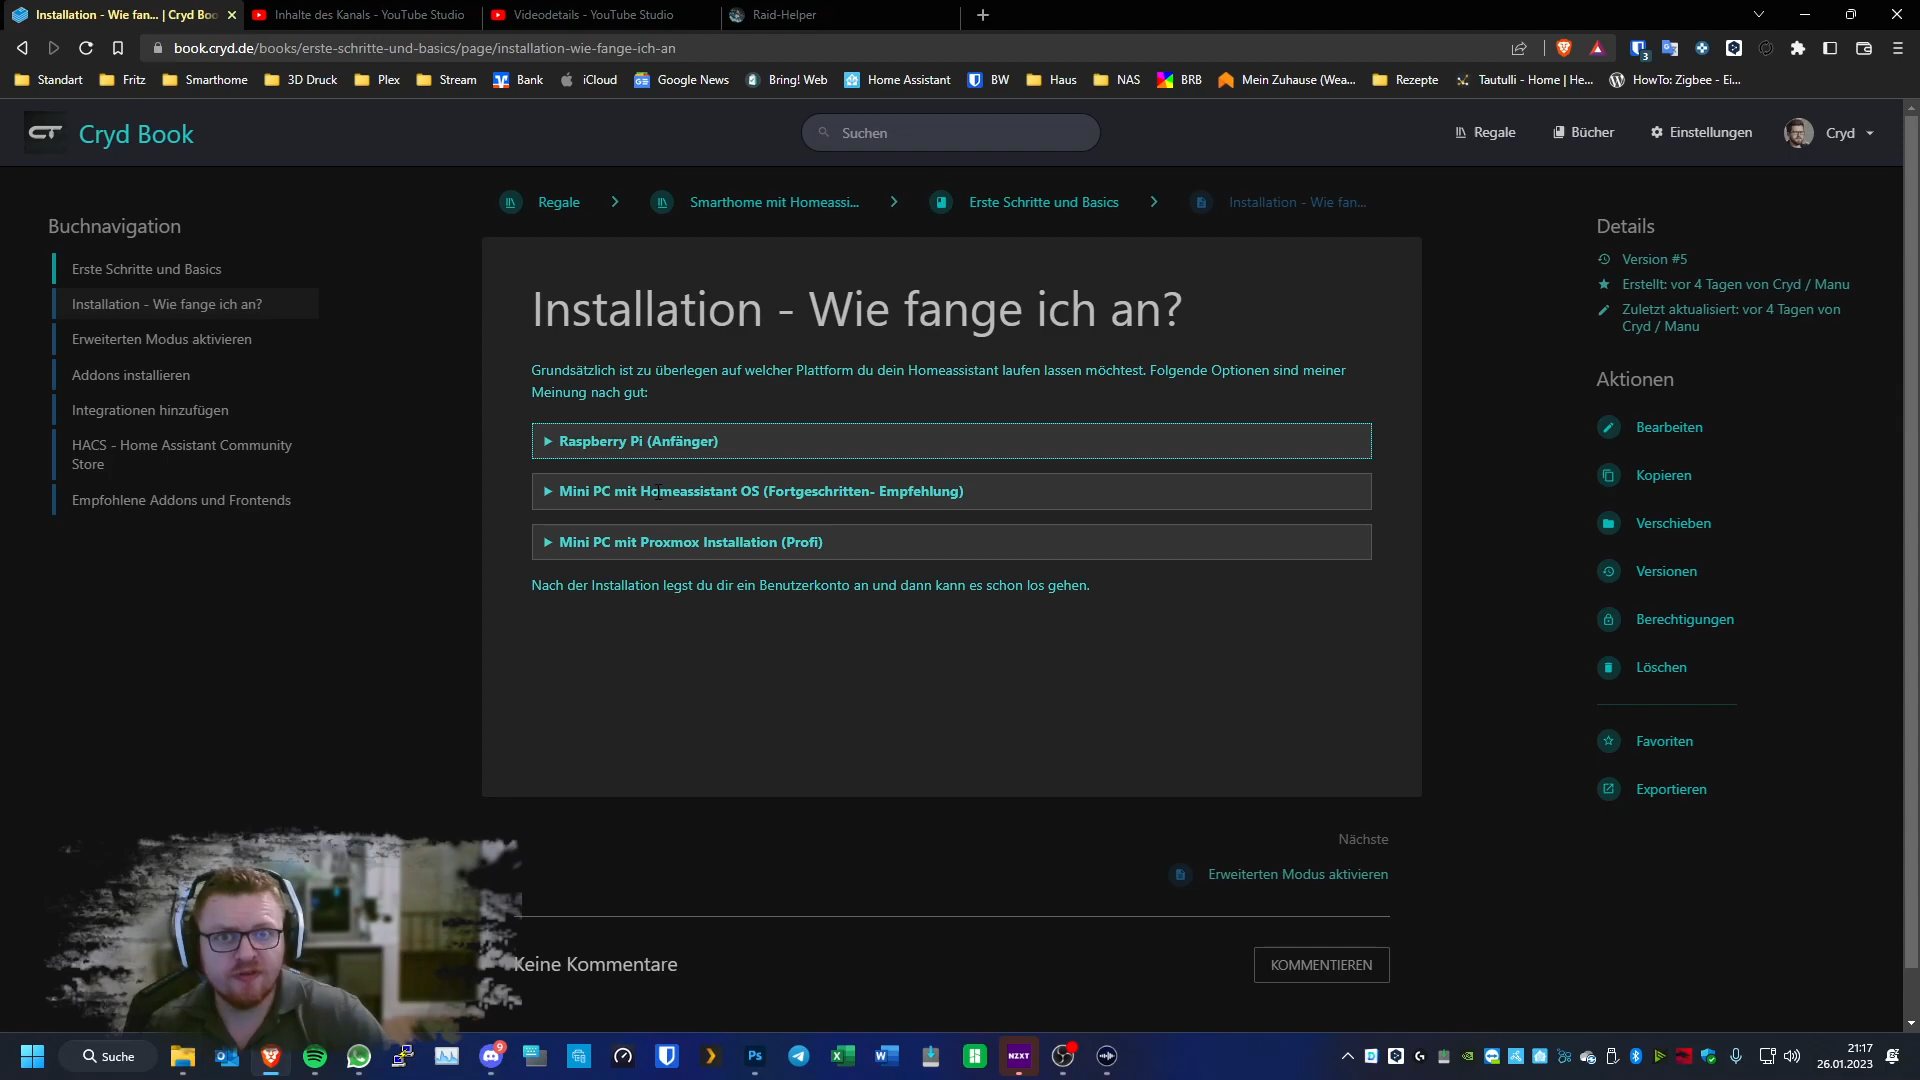 Installation - Wie fan... | Cryd Boo
Inhalte des Kanals - YouTube Studio
Videodetails - YouTube Studio
Raid-Helper
book.cryd.de/books/erste-schritte-und-basics/page/installation-wie-fange-ich-an
3
Standart
Fritz
Smarthome
3D Druck
Plex
Stream
Bank
iCloud
Google News
Bring! Web
Home Assistant
BW
Haus
NAS
BRB
Mein Zuhause (Wea...
Rezepte
Tautulli - Home | He...
HowTo: Zigbee - Ei...
CT
Cryd Book
Suchen
Regale
Bücher
Einstellungen
Cryd
Regale
Smarthome mit Homeassi...
Erste Schritte und Basics
Installation - Wie fan...
Buchnavigation
Erste Schritte und Basics
Installation - Wie fange ich an?
Erweiterten Modus aktivieren
Addons installieren
Integrationen hinzufügen
HACS - Home Assistant Community
Store
Empfohlene Addons und Frontends
Installation - Wie fange ich an?
Grundsätzlich ist zu überlegen auf welcher Plattform du dein Homeassistant laufen lassen möchtest. Folgende Optionen sind meiner
Meinung nach gut:
Raspberry Pi (Anfänger)
Mini PC mit Homeassistant OS (Fortgeschritten- Empfehlung)
Mini PC mit Proxmox Installation (Profi)
Nach der Installation legst du dir ein Benutzerkonto an und dann kann es schon los gehen.
Nächste
Erweiterten Modus aktivieren
Keine Kommentare
KOMMENTIEREN
Details
Version #5
Erstellt: vor 4 Tagen von Cryd / Manu
Zuletzt aktualisiert: vor 4 Tagen von
Cryd / Manu
Aktionen
Bearbeiten
Kopieren
Verschieben
Versionen
Berechtigungen
Löschen
Favoriten
Exportieren
Suche
9
Ps
NZXT
21:17
26.01.2023